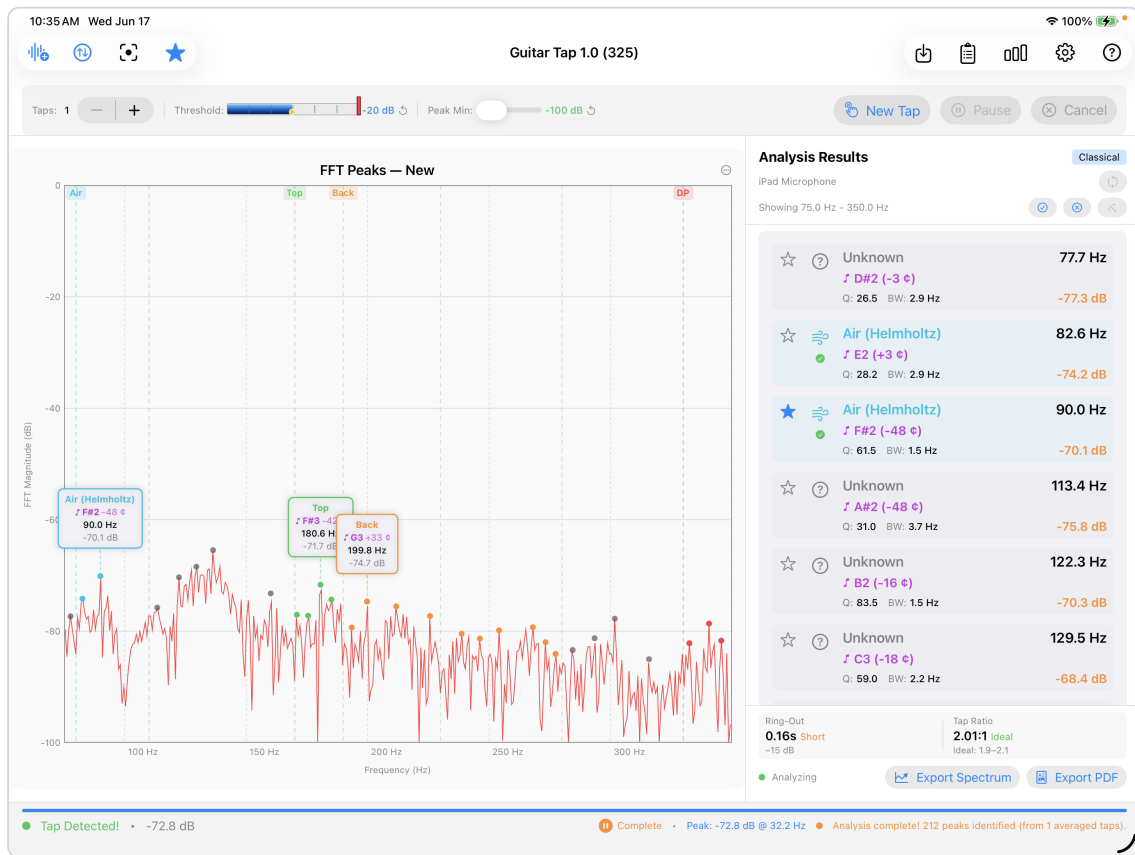 10:35 AM Wed Jun 17
100%
Guitar Tap 1.0 (325)
Taps: 1
Threshold: -20 dB
Peak Min: -100 dB
New Tap
Pause
Cancel
FFT Peaks — New
Air
Top
Back
DP
0
-20
-40
-60
-80
-100
FFT Magnitude (dB)
Air (Helmholtz)
F#2 -48 ¢
90.0 Hz
-70.1 dB
Top
F#3 -42
180.6 Hz
-71.7 dB
Back
G3 +33 ¢
199.8 Hz
-74.7 dB
100 Hz
150 Hz
200 Hz
250 Hz
300 Hz
Frequency (Hz)
Analysis Results
Classical
iPad Microphone
Showing 75.0 Hz - 350.0 Hz
Unknown 77.7 Hz
D#2 (-3 ¢)
Q: 26.5 BW: 2.9 Hz -77.3 dB
Air (Helmholtz) 82.6 Hz
E2 (+3 ¢)
Q: 28.2 BW: 2.9 Hz -74.2 dB
Air (Helmholtz) 90.0 Hz
F#2 (-48 ¢)
Q: 61.5 BW: 1.5 Hz -70.1 dB
Unknown 113.4 Hz
A#2 (-48 ¢)
Q: 31.0 BW: 3.7 Hz -75.8 dB
Unknown 122.3 Hz
B2 (-16 ¢)
Q: 83.5 BW: 1.5 Hz -70.3 dB
Unknown 129.5 Hz
C3 (-18 ¢)
Q: 59.0 BW: 2.2 Hz -68.4 dB
Ring-Out
0.16s Short
–15 dB
Tap Ratio
2.01:1 Ideal
Ideal: 1.9–2.1
Analyzing
Export Spectrum
Export PDF
Tap Detected! • -72.8 dB
Complete • Peak: -72.8 dB @ 32.2 Hz
Analysis complete! 212 peaks identified (from 1 averaged taps).